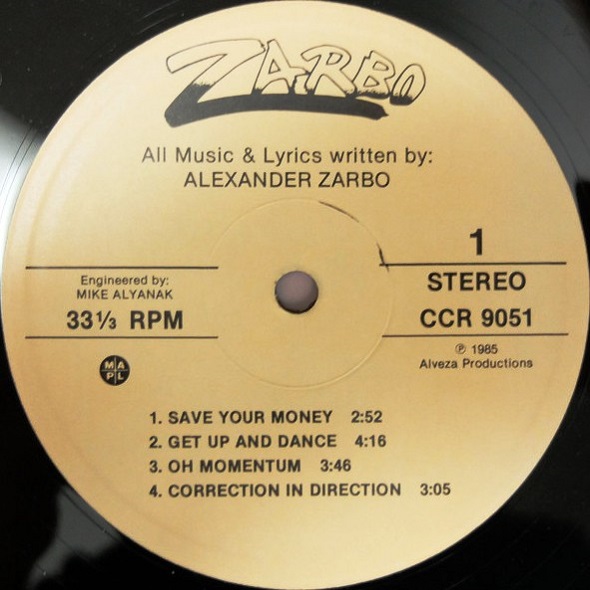 ZARBO
All Music & Lyrics written by:
ALEXANDER ZARBO
Engineered by:
MIKE ALYANAK
33⅓ RPM
MA
PL
1
STEREO
CCR 9051
℗ 1985
Alveza Productions
1. SAVE YOUR MONEY 2:52
2. GET UP AND DANCE 4:16
3. OH MOMENTUM 3:46
4. CORRECTION IN DIRECTION 3:05